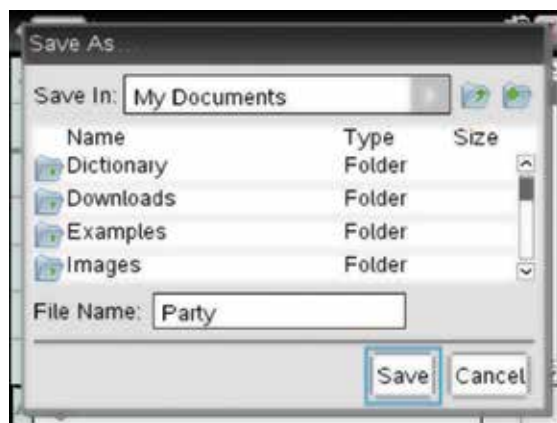 Save As...
Save In: My Documents
Name Type Size
Dictionary Folder
Downloads Folder
Examples Folder
Images Folder
File Name: Party
Save Cancel